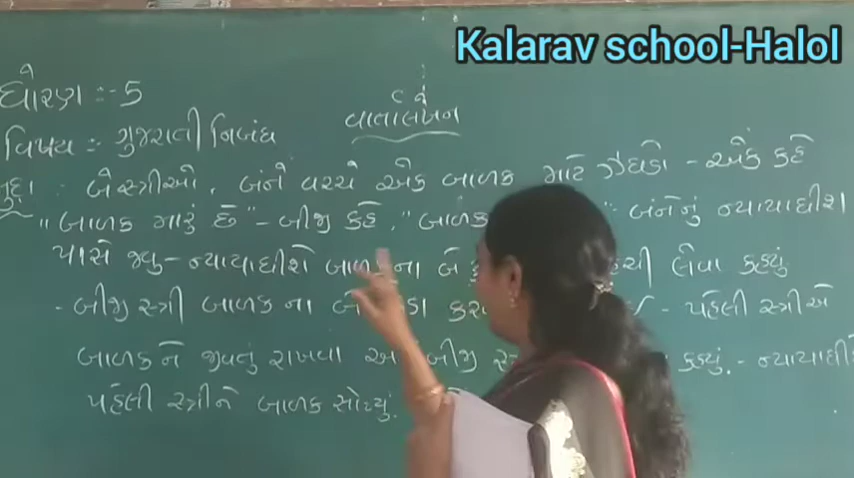 Kalarav school-Halol
ધોરણ :- 5
વાર્તાલેખન
વિષય :- ગુજરાતી નિબંધ
મુદ્દા : બે સ્ત્રીઓ, બંને વચ્ચે એક બાળક માટે ઝઘડો - એક કહે
"બાળક મારું છે" - બીજી કહે, "બાળક - બંનેનું ન્યાયાધીશ
પાસે જવુ - ન્યાયાધીશે બાળકના બે લેવા કહ્યું
- બીજી સ્ત્રી બાળક ના - પહેલી સ્ત્રીએ
બાળકને જીવતું રાખવા બીજી કહ્યું. -
પહેલી સ્ત્રીને બાળક સોંપ્યું.